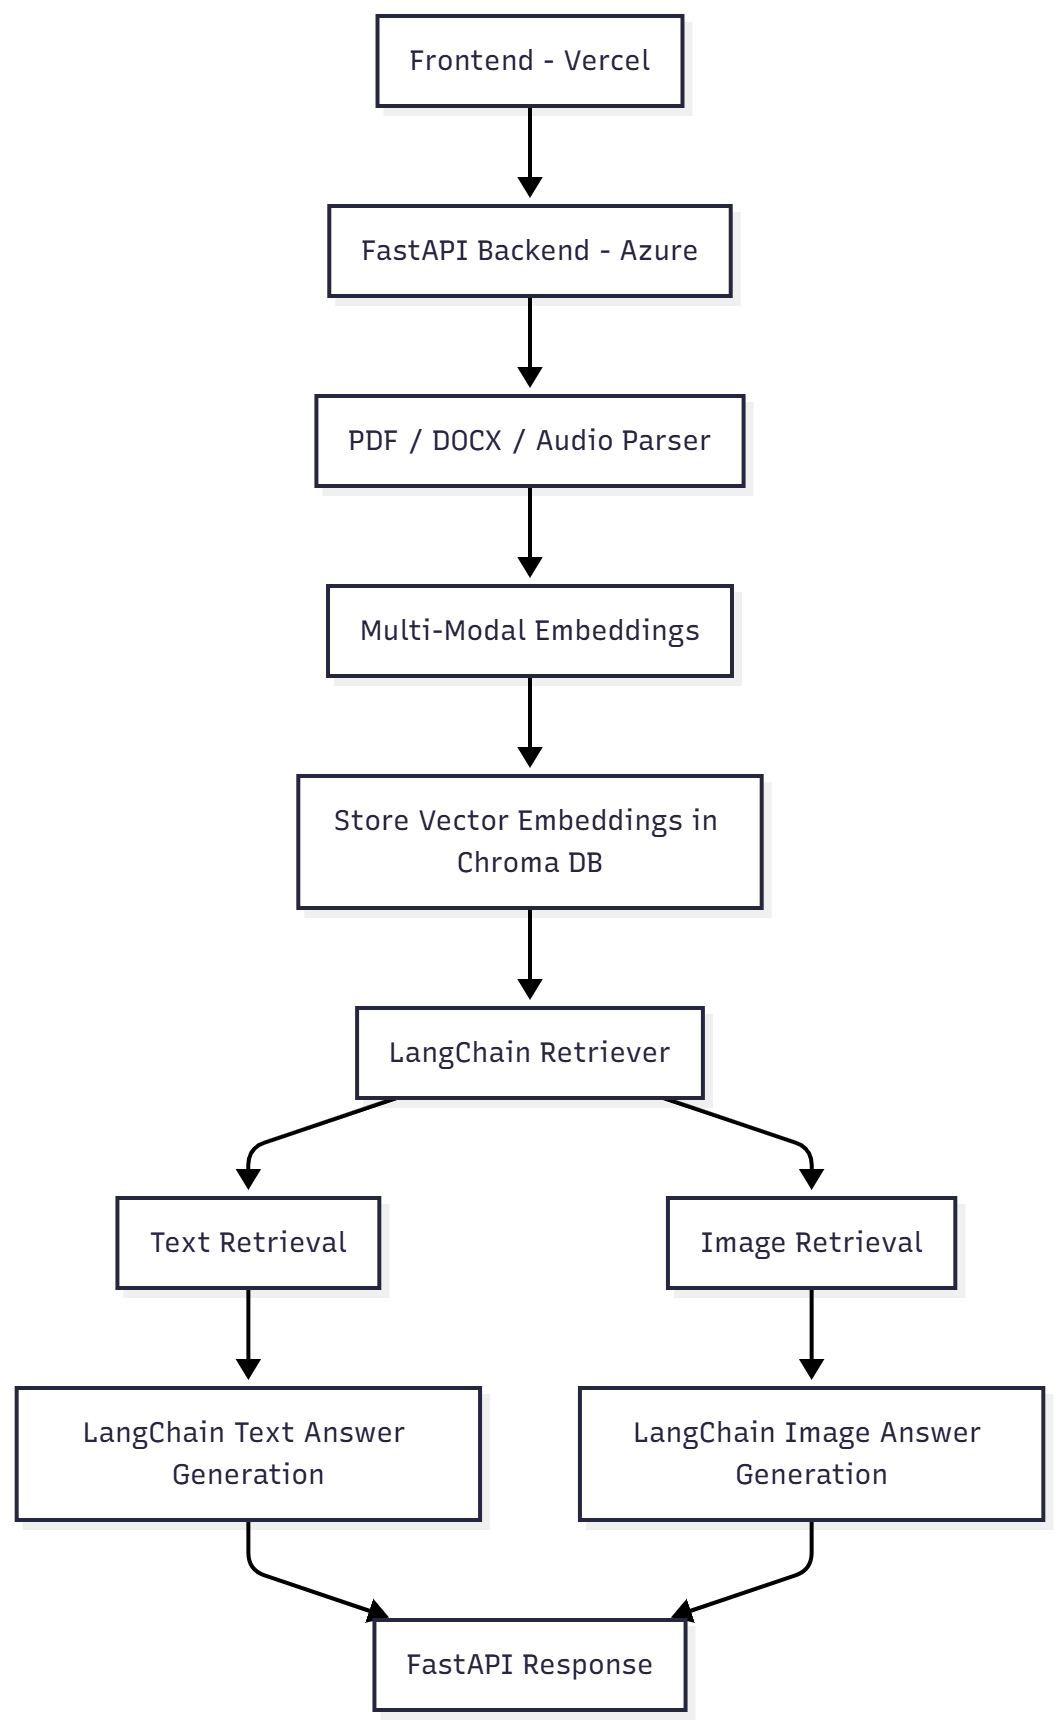 Frontend - Vercel
FastAPI Backend - Azure
PDF / DOCX / Audio Parser
Multi-Modal Embeddings
Store Vector Embeddings in
Chroma DB
LangChain Retriever
Text Retrieval
Image Retrieval
LangChain Text Answer
Generation
LangChain Image Answer
Generation
FastAPI Response